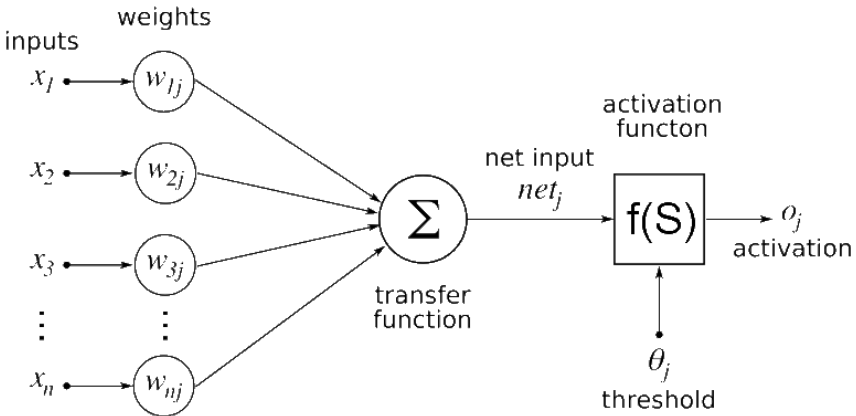 inputs
weights
x1
w1j
x2
w2j
x3
w3j
⋮
⋮
xn
wnj
Σ
transfer
function
net input
netj
activation
functon
f(S)
oj
activation
θj
threshold